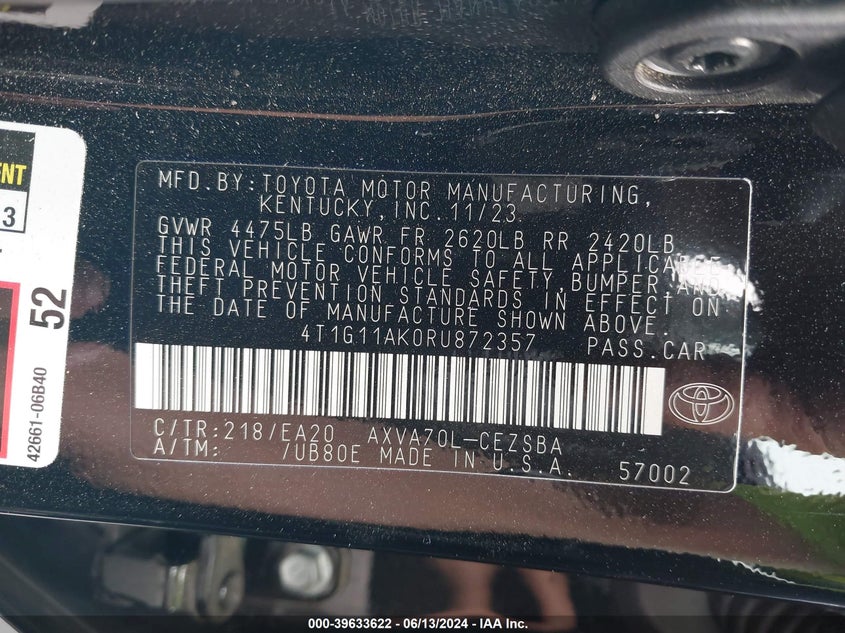 ENT
3
52
42661-06B40
MFD.BY:TOYOTA MOTOR MANUFACTURING,
KENTUCKY,INC.11/23
GVWR 4475LB GAWR FR 2620LB RR 2420LB
THIS VEHICLE CONFORMS TO ALL APPLICABLE
FEDERAL MOTOR VEHICLE SAFETY,BUMPER AND
THEFT PREVENTION STANDARDS IN EFFECT ON
THE DATE OF MANUFACTURE SHOWN ABOVE.
4T1G11AK0RU872357 PASS.CAR
C/TR:218/EA20 AXVA70L-CEZSBA
A/TM: /UB80E MADE IN U.S.A. 57002
000-39633622 - 06/13/2024 - IAA Inc.